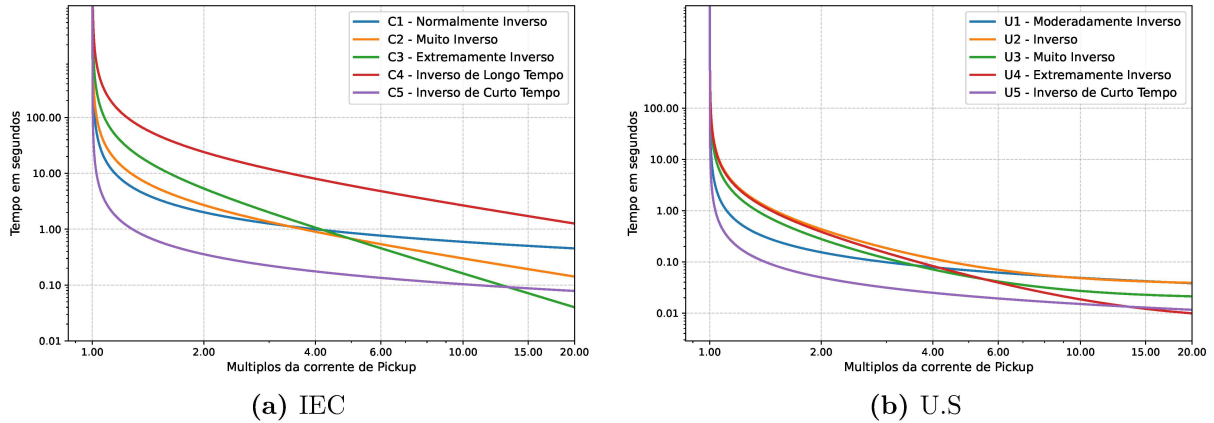 C1 - Normalmente Inverso
C2 - Muito Inverso
C3 - Extremamente Inverso
C4 - Inverso de Longo Tempo
C5 - Inverso de Curto Tempo
Tempo em segundos
100.00
10.00
1.00
0.10
0.01
1.00 2.00 4.00 6.00 10.00 15.00 20.00
Multiplos da corrente de Pickup
(a) IEC
U1 - Moderadamente Inverso
U2 - Inverso
U3 - Muito Inverso
U4 - Extremamente Inverso
U5 - Inverso de Curto Tempo
Tempo em segundos
100.00
10.00
1.00
0.10
0.01
1.00 2.00 4.00 6.00 10.00 15.00 20.00
Multiplos da corrente de Pickup
(b) U.S